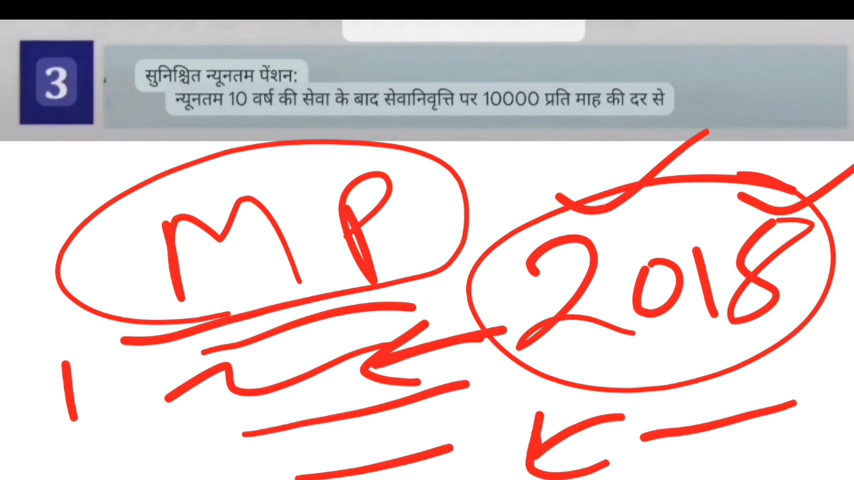 3
सुनिश्चित न्यूनतम पेंशन:
न्यूनतम 10 वर्ष की सेवा के बाद सेवानिवृत्ति पर 10000 प्रति माह की दर से
MP
2018